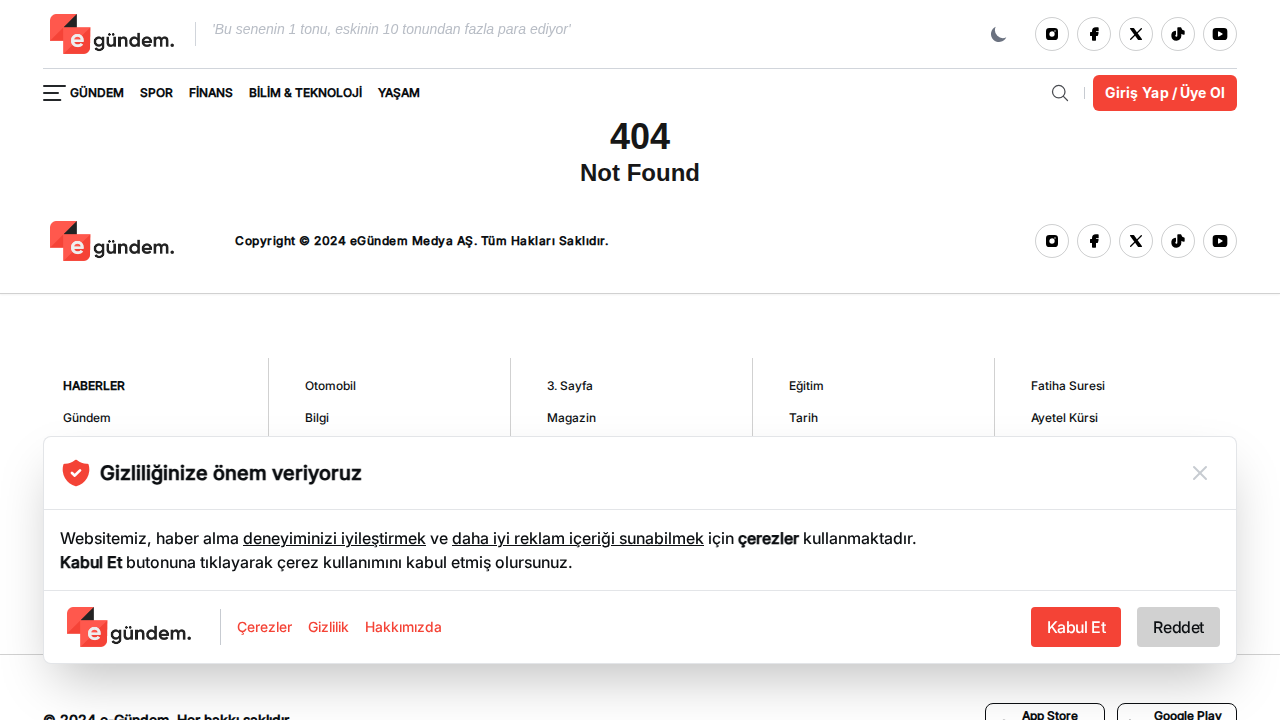 e gündem.
'Bu senenin 1 tonu, eskinin 10 tonundan fazla para ediyor'
GÜNDEM SPOR FİNANS BİLİM & TEKNOLOJİ YAŞAM
Giriş Yap / Üye Ol
404
Not Found
e gündem.
Copyright © 2024 eGündem Medya AŞ. Tüm Hakları Saklıdır.
HABERLER Otomobil 3. Sayfa Eğitim Fatiha Suresi
Gündem Bilgi Magazin Tarih Ayetel Kürsi
Gizliliğinize önem veriyoruz
Websitemiz, haber alma deneyiminizi iyileştirmek ve daha iyi reklam içeriği sunabilmek için çerezler kullanmaktadır.
Kabul Et butonuna tıklayarak çerez kullanımını kabul etmiş olursunuz.
e gündem.
Çerezler Gizlilik Hakkımızda
Kabul Et Reddet
© 2024 e-Gündem. Her hakkı saklıdır.
App Store Google Play